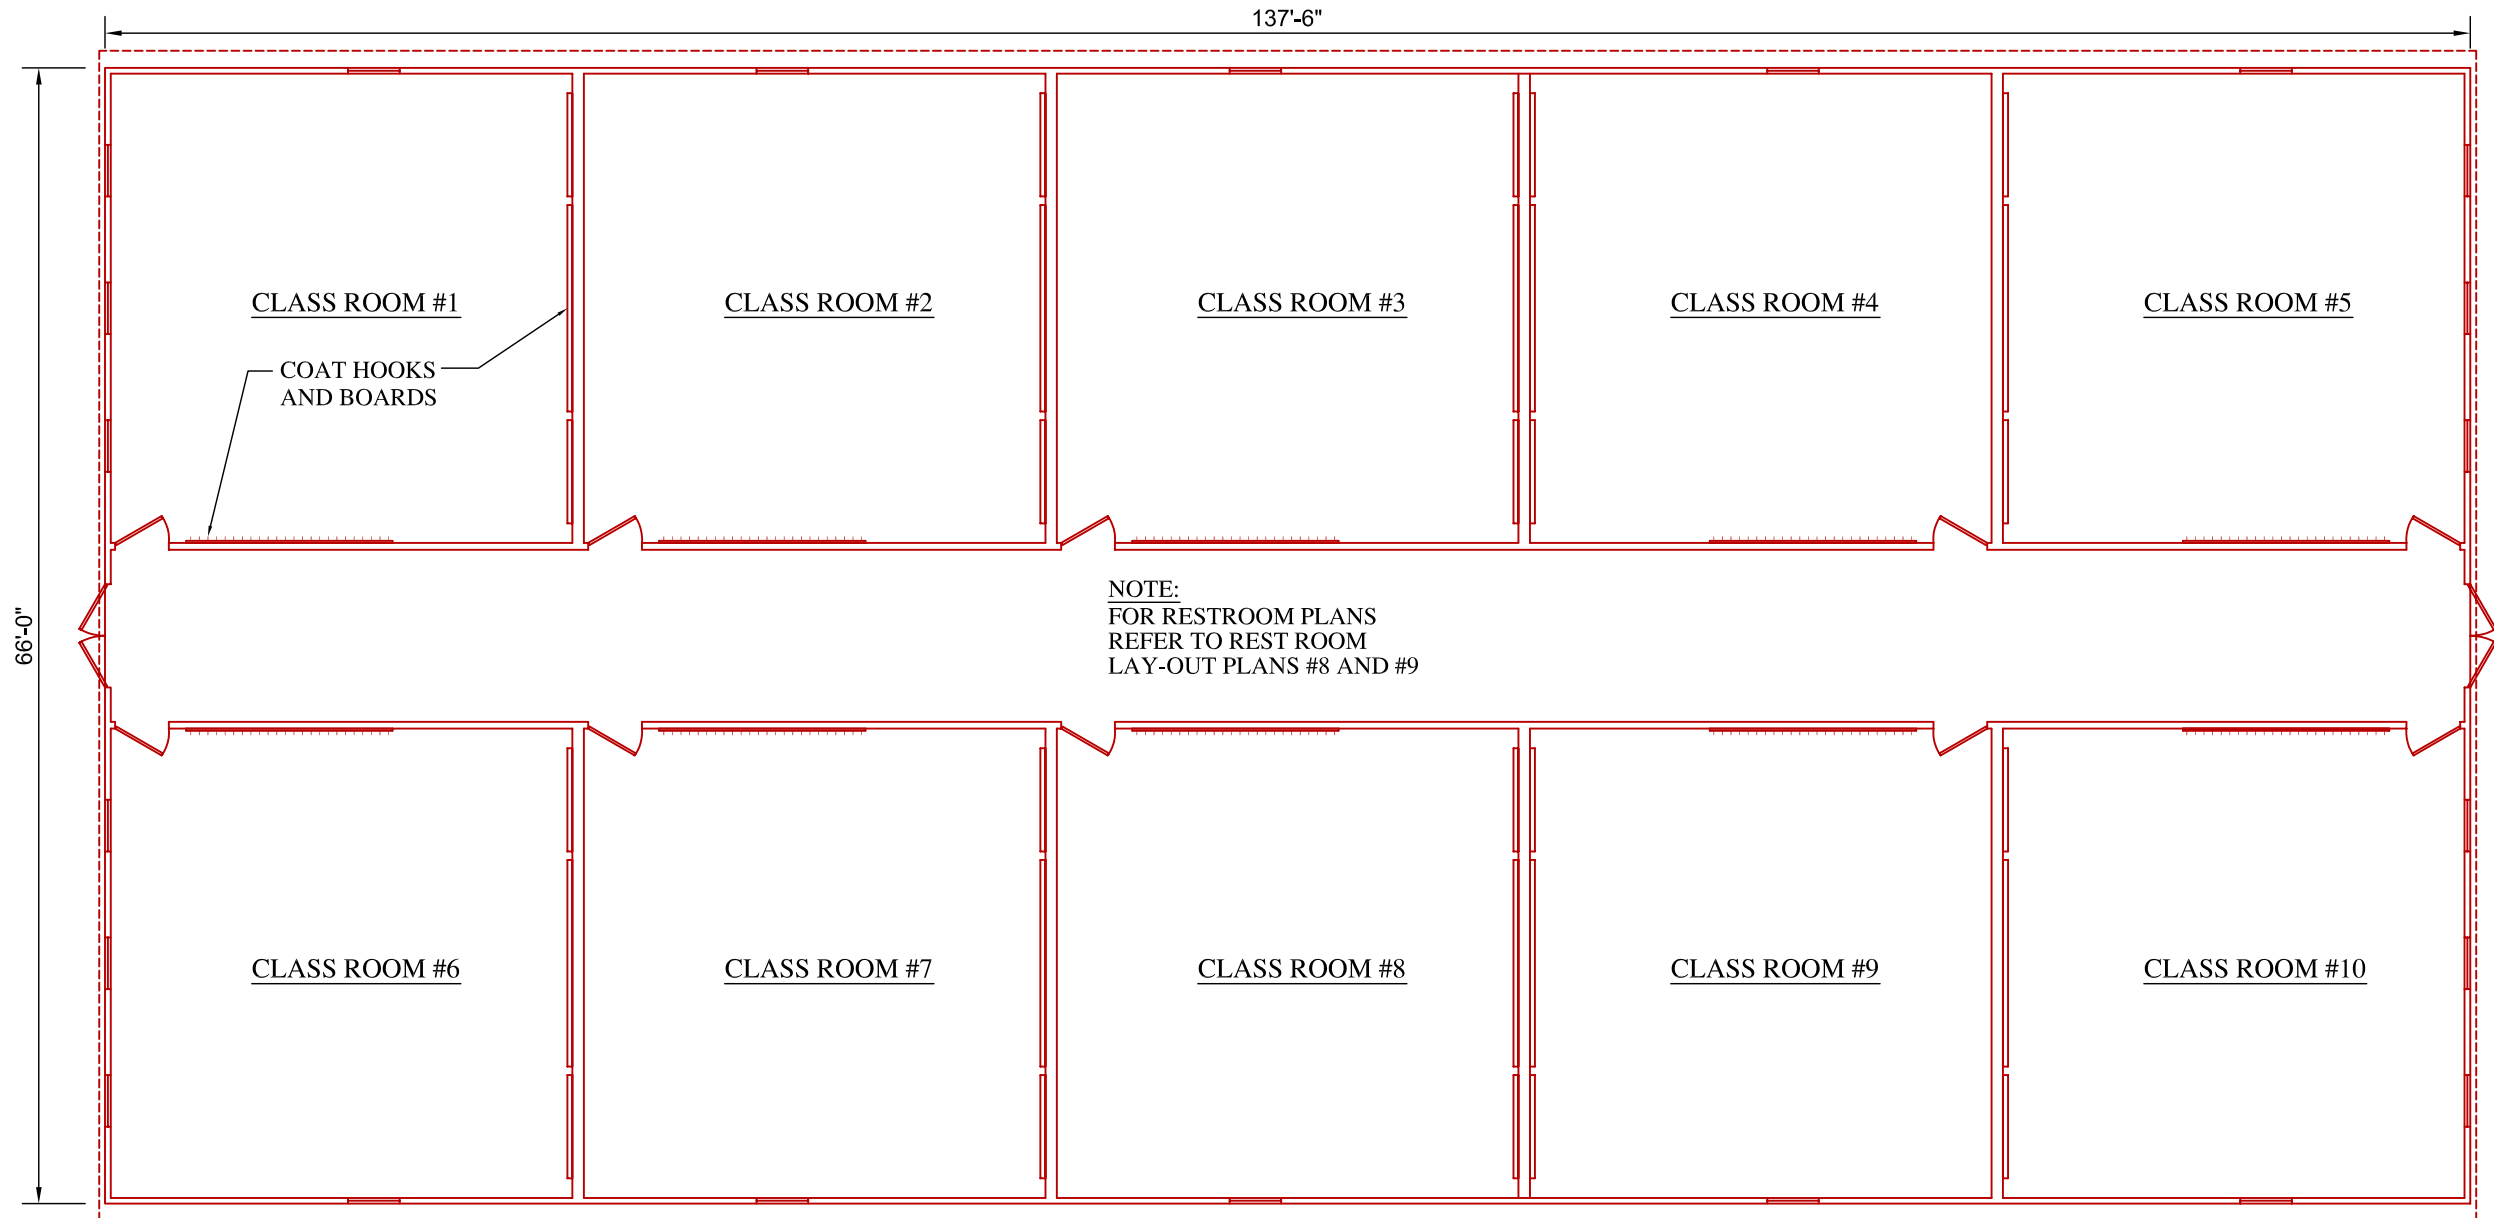 137'-6"
66'-0"
CLASS ROOM #1
CLASS ROOM #2
CLASS ROOM #3
CLASS ROOM #4
CLASS ROOM #5
COAT HOOKS
AND BOARDS
NOTE:
FOR RESTROOM PLANS
REFER TO REST ROOM
LAY-OUT PLANS #8 AND #9
CLASS ROOM #6
CLASS ROOM #7
CLASS ROOM #8
CLASS ROOM #9
CLASS ROOM #10